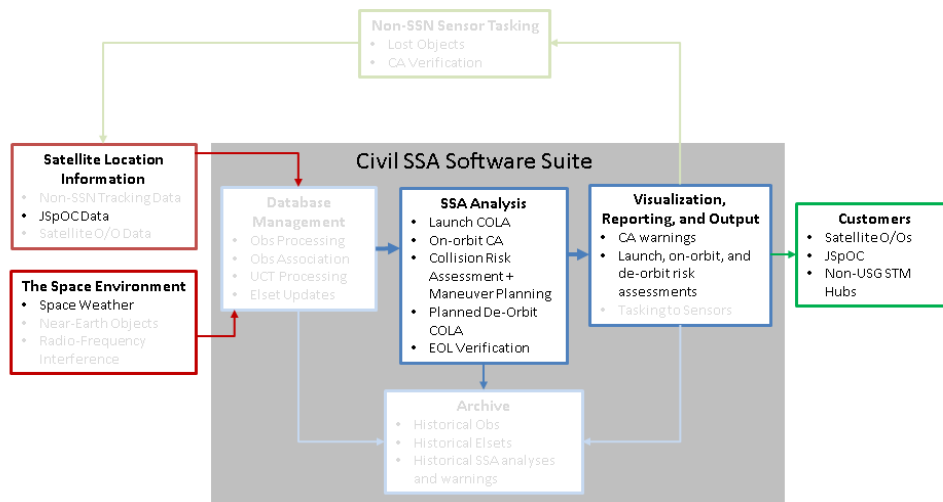 Non-SSN Sensor Tasking
• Lost Objects
• CA Verification
Civil SSA Software Suite
Satellite Location
Information
• Non-SSN Tracking Data
• JSpOC Data
• Satellite O/O Data
The Space Environment
• Space Weather
• Near-Earth Objects
• Radio-Frequency
Interference
Database
Management
• Obs Processing
• Obs Association
• UCT Processing
• Elset Updates
SSA Analysis
• Launch COLA
• On-orbit CA
• Collision Risk
Assessment +
Maneuver Planning
• Planned De-Orbit
COLA
• EOL Verification
Visualization,
Reporting, and Output
• CA warnings
• Launch, on-orbit, and
de-orbit risk
assessments
• Tasking to Sensors
Customers
• Satellite O/Os
• JSpOC
• Non-USG STM
Hubs
Archive
• Historical Obs
• Historical Elsets
• Historical SSA analyses
and warnings